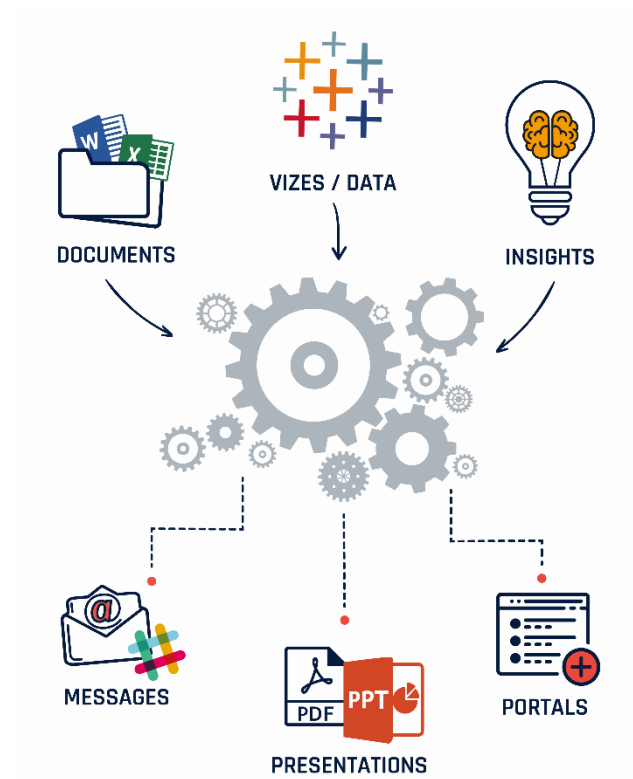 VIZES / DATA
W
X
DOCUMENTS
INSIGHTS
@
MESSAGES
PDF
PPT
PRESENTATIONS
PORTALS